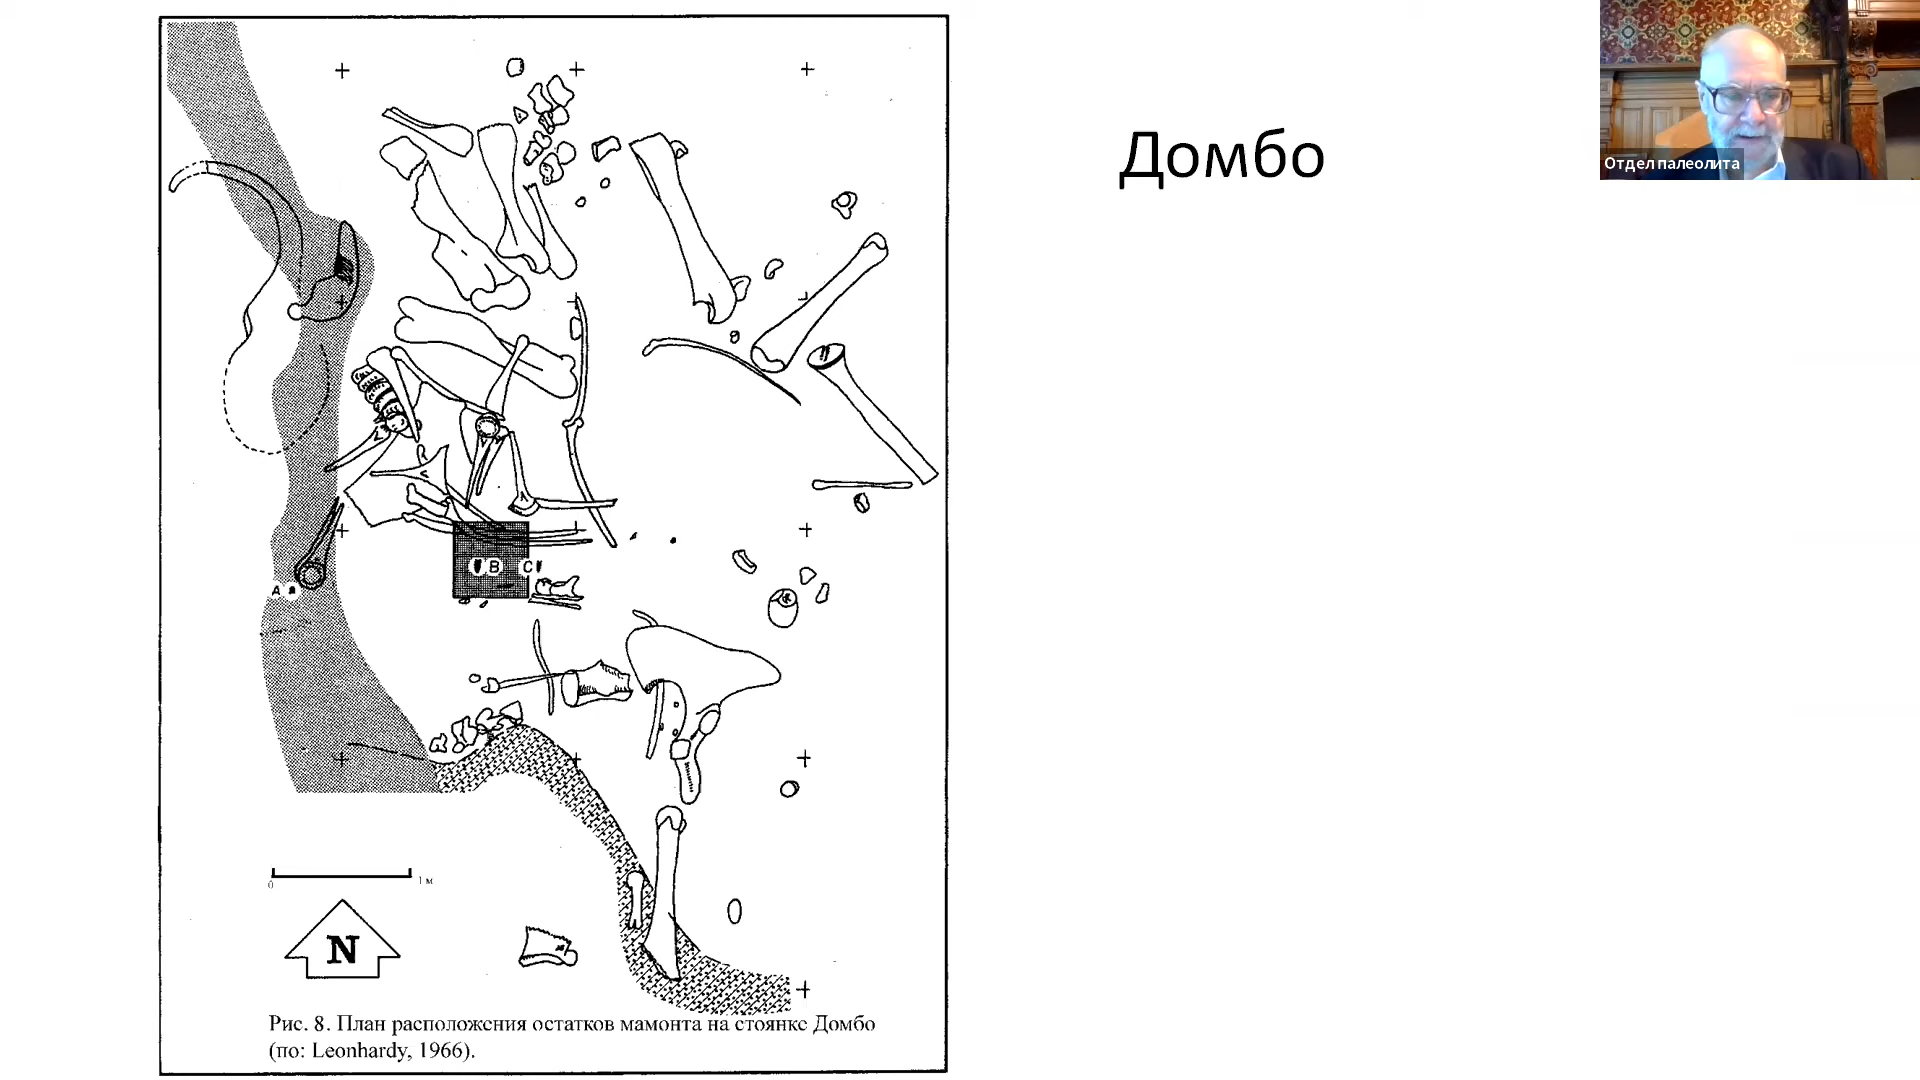 Домбо
Отдел палеолита
A
B
C
0
1 м
N
Рис. 8. План расположения остатков мамонта на стоянке Домбо
(по: Leonhardy, 1966).